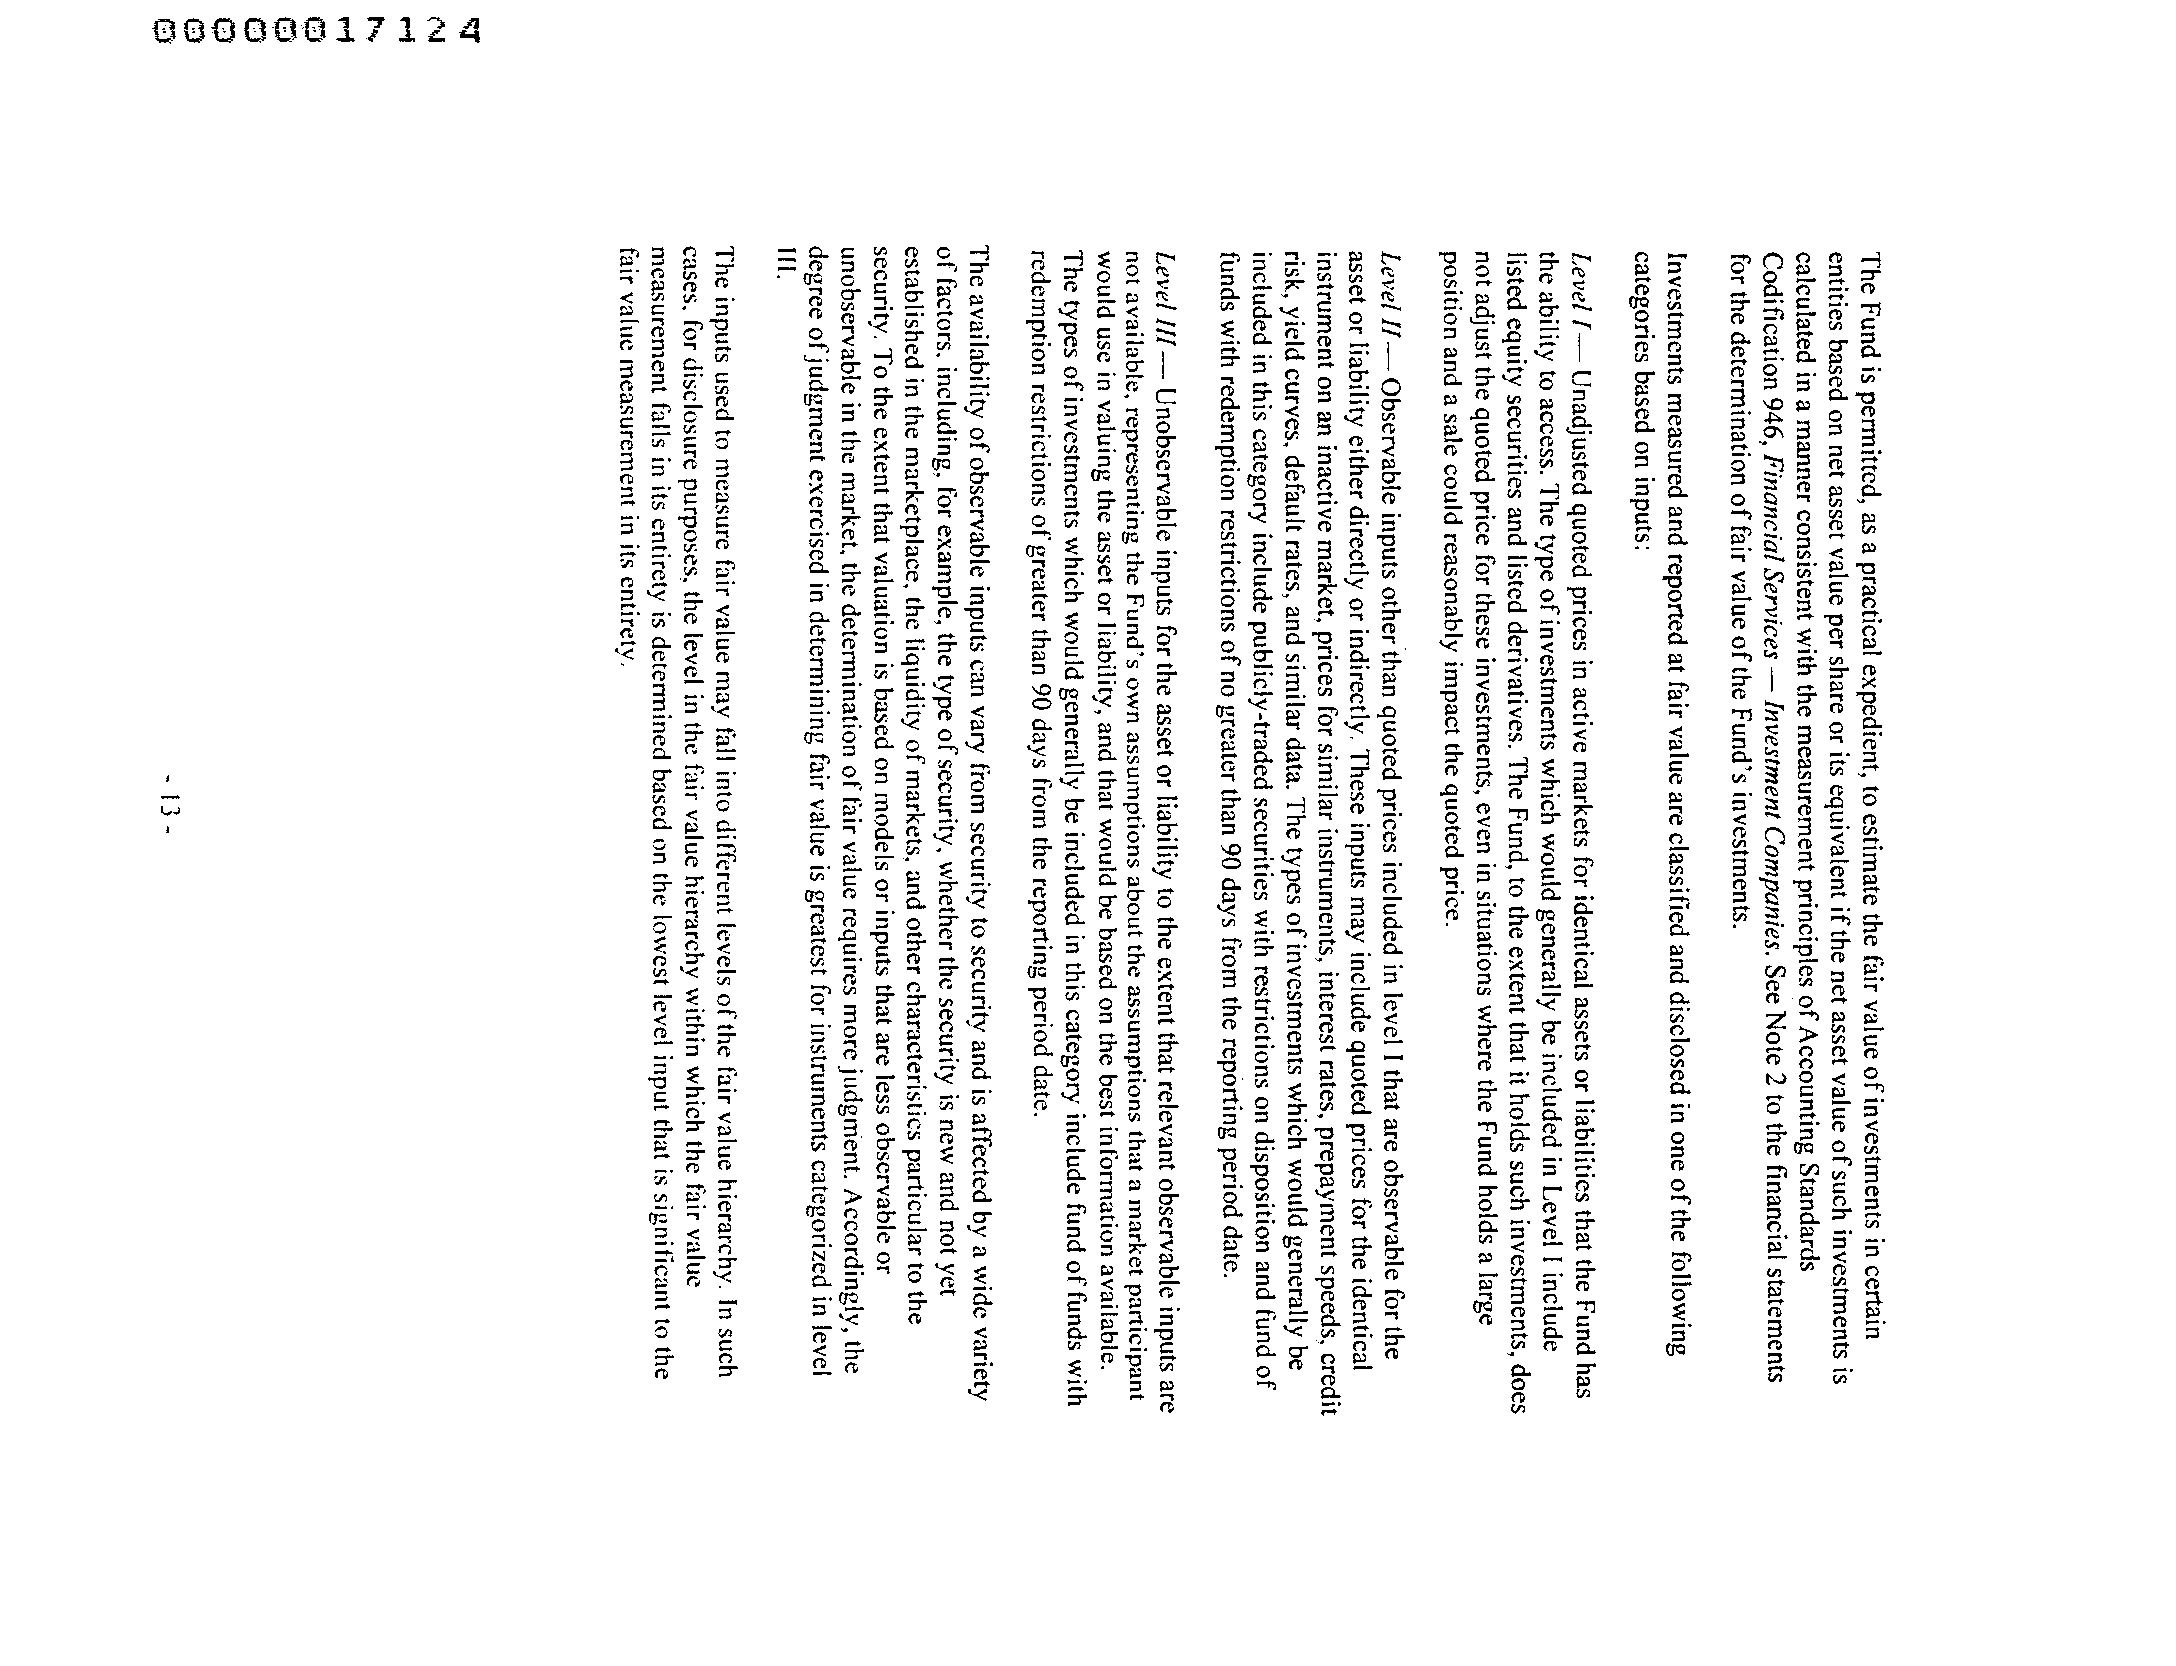 00000017124
The Fund is permitted, as a practical expedient, to estimate the fair value of investments in certain
entities based on net asset value per share or its equivalent if the net asset value of such investments is
calculated in a manner consistent with the measurement principles of Accounting Standards
Codification 946, Financial Services — Investment Companies. See Note 2 to the financial statements
for the determination of fair value of the Fund's investments.
Investments measured and reported at fair value are classified and disclosed in one of the following
categories based on inputs:
Level I — Unadjusted quoted prices in active markets for identical assets or liabilities that the Fund has
the ability to access. The type of investments which would generally be included in Level I include
listed equity securities and listed derivatives. The Fund, to the extent that it holds such investments, does
not adjust the quoted price for these investments, even in situations where the Fund holds a large
position and a sale could reasonably impact the quoted price.
Level II — Observable inputs other than quoted prices included in level I that are observable for the
asset or liability either directly or indirectly. These inputs may include quoted prices for the identical
instrument on an inactive market, prices for similar instruments, interest rates, prepayment speeds, credit
risk, yield curves, default rates, and similar data. The types of investments which would generally be
included in this category include publicly-traded securities with restrictions on disposition and fund of
funds with redemption restrictions of no greater than 90 days from the reporting period date.
Level III — Unobservable inputs for the asset or liability to the extent that relevant observable inputs are
not available, representing the Fund's own assumptions about the assumptions that a market participant
would use in valuing the asset or liability, and that would be based on the best information available.
The types of investments which would generally be included in this category include fund of funds with
redemption restrictions of greater than 90 days from the reporting period date.
The availability of observable inputs can vary from security to security and is affected by a wide variety
of factors, including, for example, the type of security, whether the security is new and not yet
established in the marketplace, the liquidity of markets, and other characteristics particular to the
security. To the extent that valuation is based on models or inputs that are less observable or
unobservable in the market, the determination of fair value requires more judgment. Accordingly, the
degree of judgment exercised in determining fair value is greatest for instruments categorized in level
III.
The inputs used to measure fair value may fall into different levels of the fair value hierarchy. In such
cases, for disclosure purposes, the level in the fair value hierarchy within which the fair value
measurement falls in its entirety is determined based on the lowest level input that is significant to the
fair value measurement in its entirety.
- 13 -